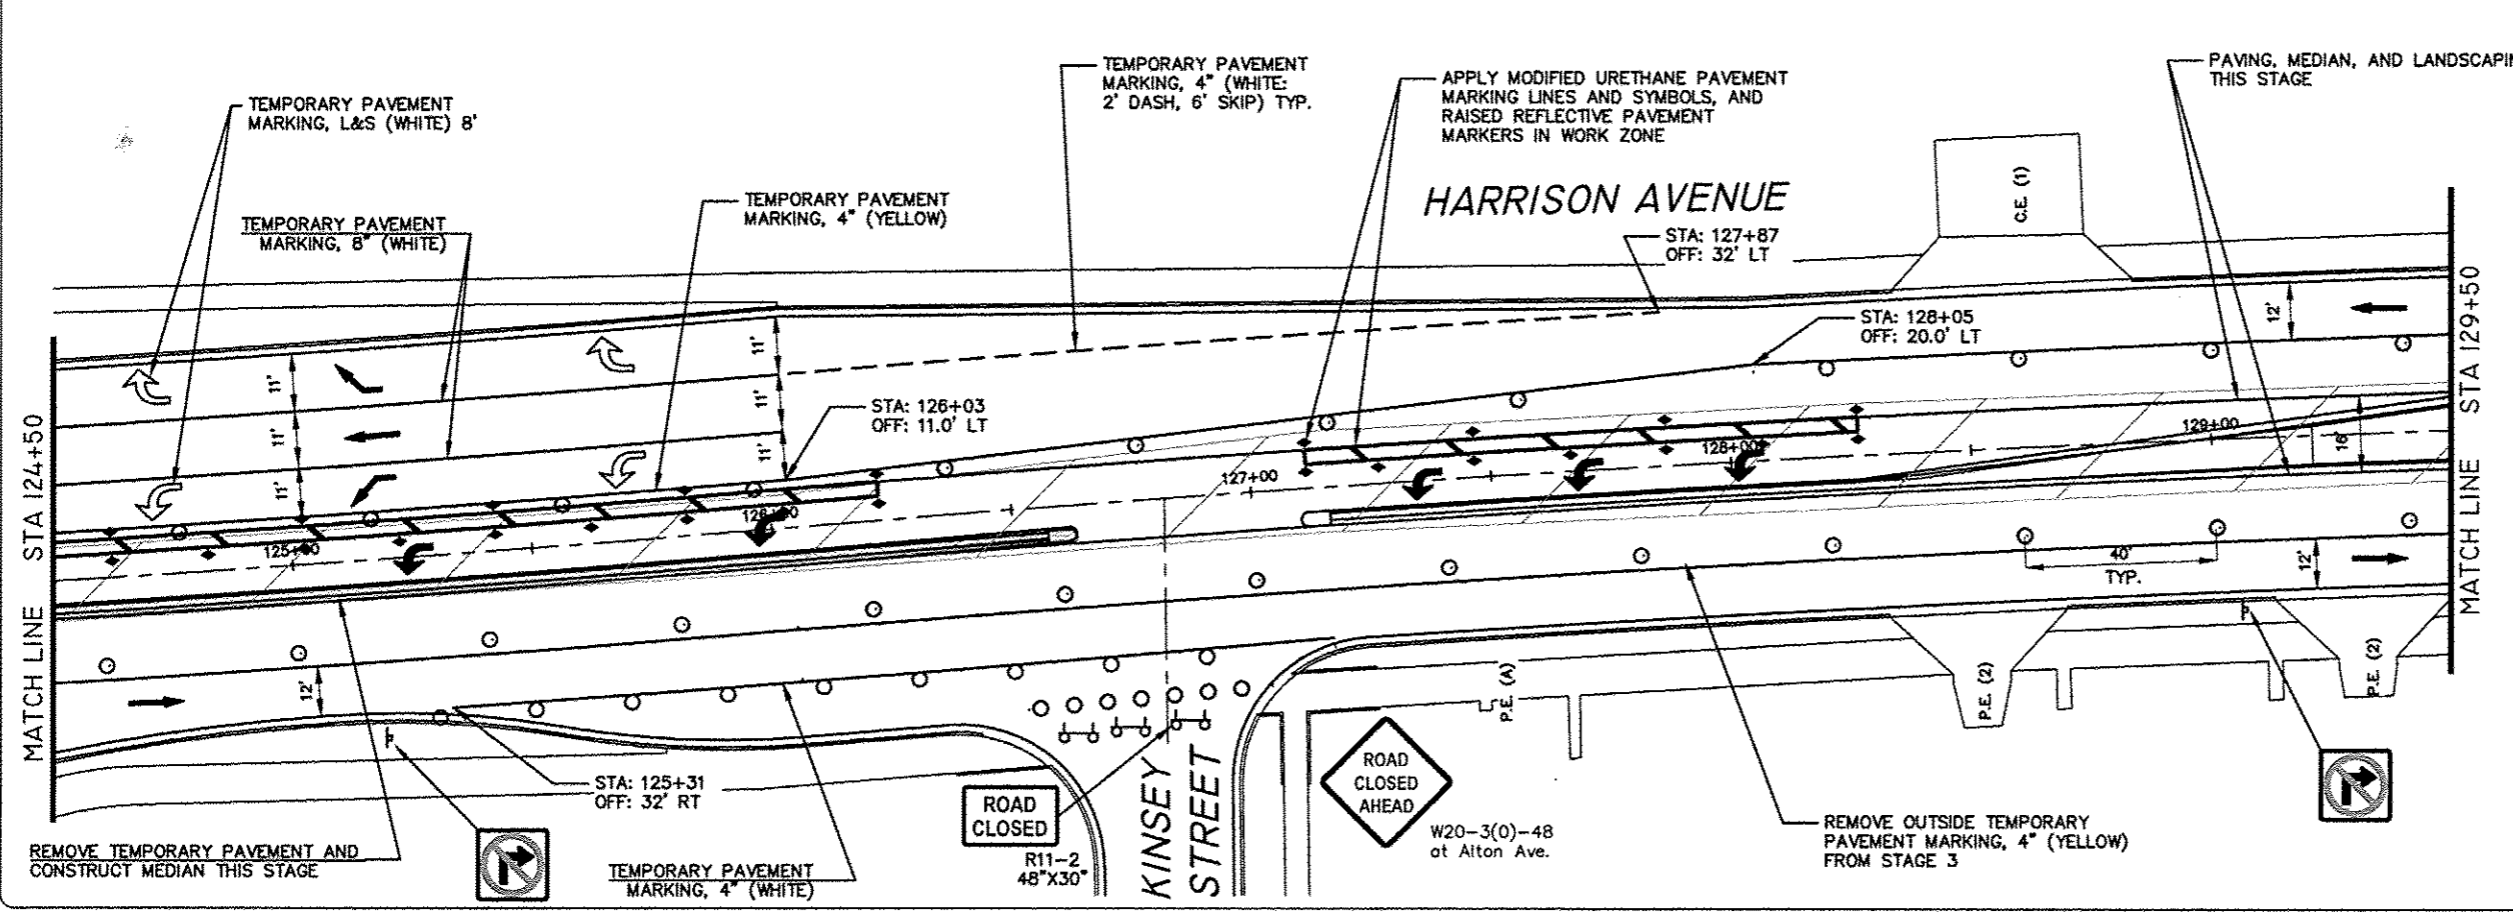 TEMPORARY PAVEMENT
MARKING, L&S (WHITE) 8'
TEMPORARY PAVEMENT
MARKING, 8" (WHITE)
TEMPORARY PAVEMENT
MARKING, 4" (YELLOW)
TEMPORARY PAVEMENT
MARKING, 4" (WHITE:
2' DASH, 6' SKIP) TYP.
APPLY MODIFIED URETHANE PAVEMENT
MARKING LINES AND SYMBOLS, AND
RAISED REFLECTIVE PAVEMENT
MARKERS IN WORK ZONE
PAVING, MEDIAN, AND LANDSCAPIN
THIS STAGE
HARRISON AVENUE
STA: 127+87
OFF: 32' LT
C.E. (1)
STA: 128+05
OFF: 20.0' LT
STA: 126+03
OFF: 11.0' LT
12'
11'
11'
11'
11'
11'
11'
MATCH LINE STA 124+50
MATCH LINE STA 129+50
127+00
128+00
129+00
16'
40'
TYP.
12'
12'
STA: 125+31
OFF: 32' RT
P.E. (A)
P.E. (2)
P.E. (2)
REMOVE TEMPORARY PAVEMENT AND
CONSTRUCT MEDIAN THIS STAGE
TEMPORARY PAVEMENT
MARKING, 4" (WHITE)
ROAD
CLOSED
R11-2
48"X30"
KINSEY
STREET
ROAD
CLOSED
AHEAD
W20-3(0)-48
at Alton Ave.
REMOVE OUTSIDE TEMPORARY
PAVEMENT MARKING, 4" (YELLOW)
FROM STAGE 3